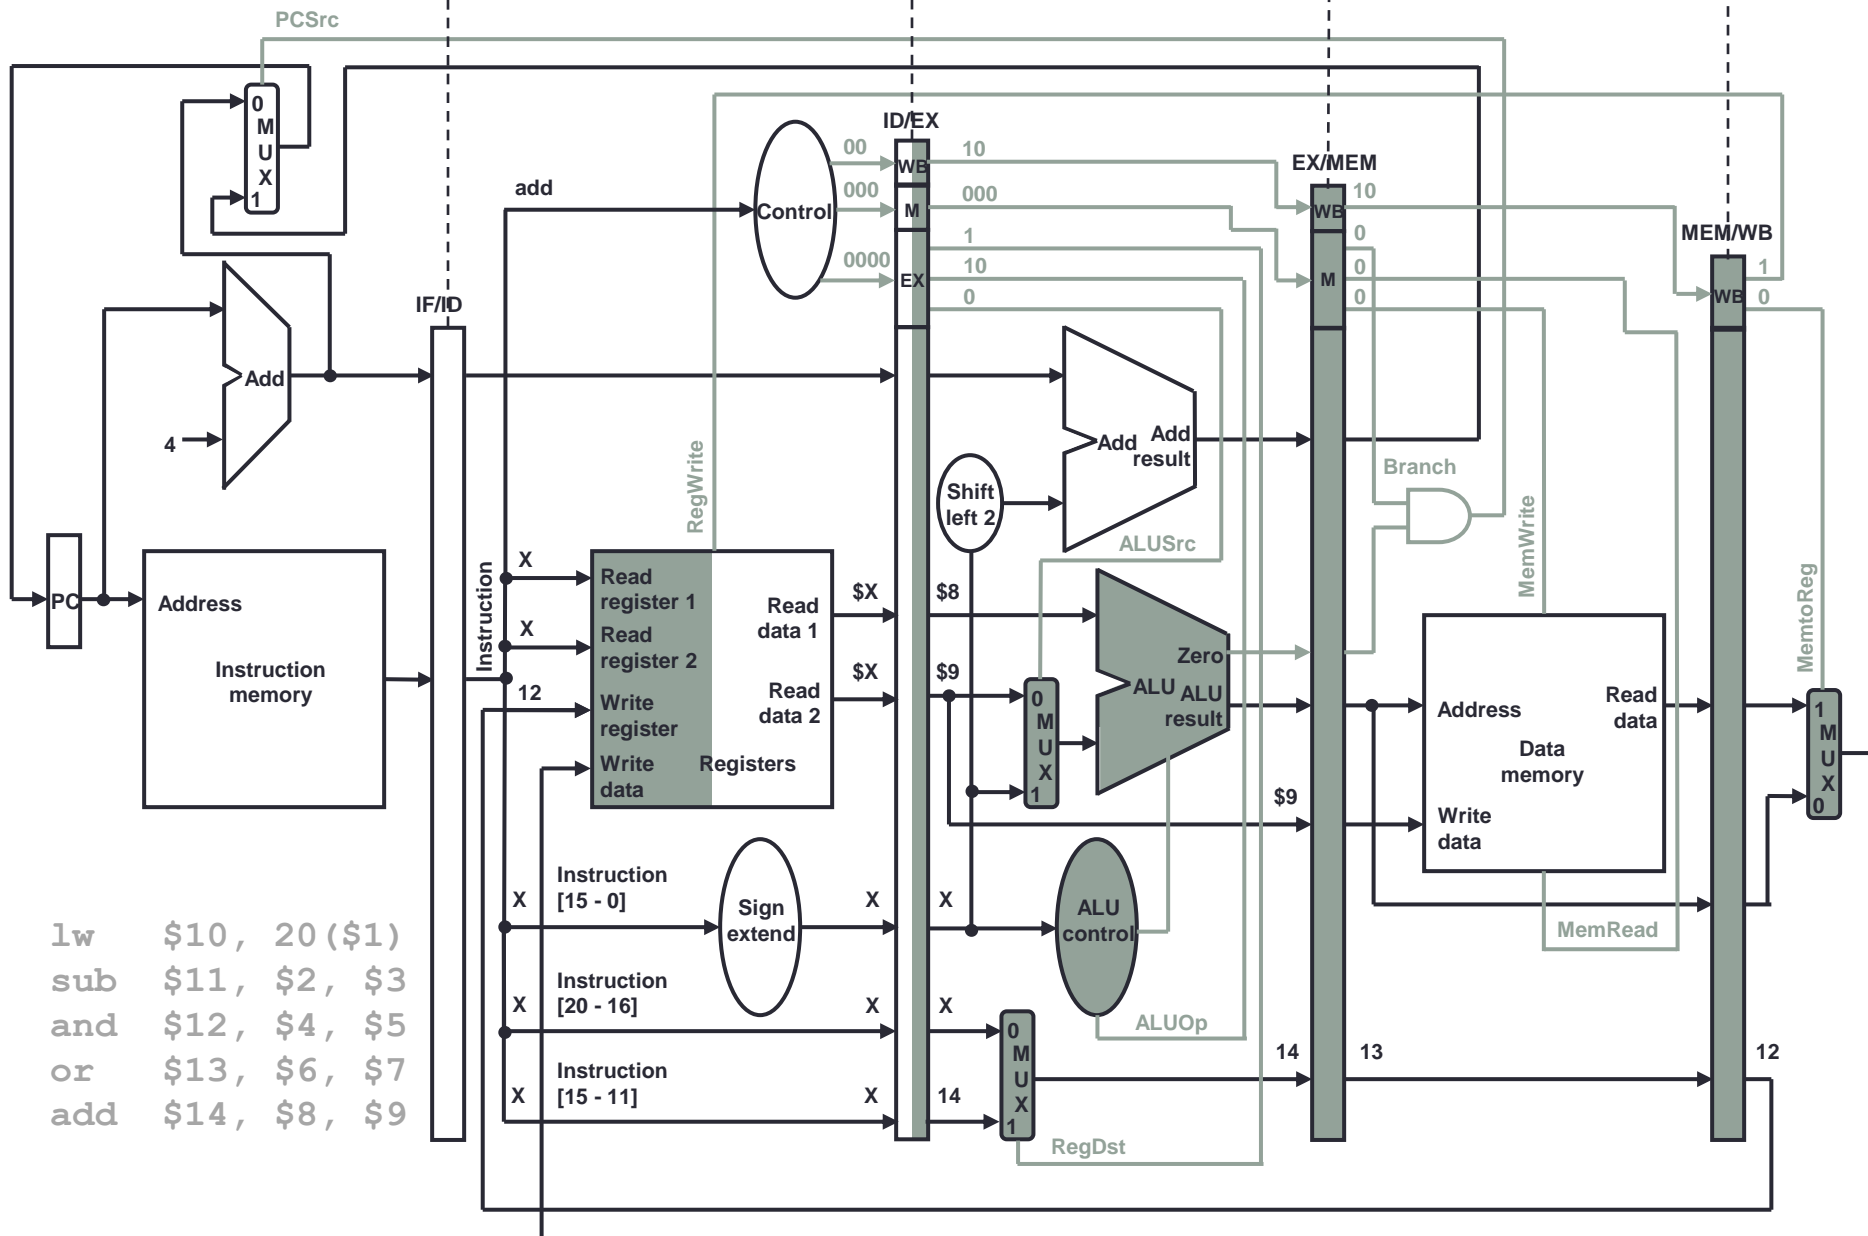 PCSrc
0
M
U
X
1
ID/EX
00
WB
10
EX/MEM
add
000
M
000
10
Control
WB
0
1
MEM/WB
0000
EX
10
0
M
1
0
0
WB
0
IF/ID
Add
4
RegWrite
Add
Add
result
Shift
left 2
Branch
ALUSrc
MemWrite
MemtoReg
PC
Address
Instruction
memory
Instruction
X
X
12
Read
register 1
Read
register 2
Write
register
Write
data
Read
data 1
Read
data 2
Registers
$X
$8
$X
$9
0
M
U
X
1
Zero
ALU
ALU
result
$9
Address
Read
data
Data
memory
Write
data
1
M
U
X
0
Instruction
[15 - 0]
X
Sign
extend
X
X
ALU
control
MemRead
Instruction
[20 - 16]
X
X
X
ALUOp
0
M
U
X
1
Instruction
[15 - 11]
X
X
14
14
13
12
RegDst
lw $10, 20($1)
sub $11, $2, $3
and $12, $4, $5
or $13, $6, $7
add $14, $8, $9